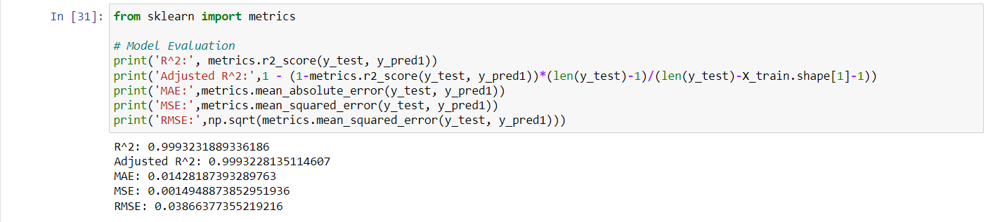 In [31]: from sklearn import metrics
# Model Evaluation
print('R^2:', metrics.r2_score(y_test, y_pred1))
print('Adjusted R^2:',1 - (1-metrics.r2_score(y_test, y_pred1))*(len(y_test)-1)/(len(y_test)-X_train.shape[1]-1))
print('MAE:',metrics.mean_absolute_error(y_test, y_pred1))
print('MSE:',metrics.mean_squared_error(y_test, y_pred1))
print('RMSE:',np.sqrt(metrics.mean_squared_error(y_test, y_pred1)))
R^2: 0.9993231889336186
Adjusted R^2: 0.9993228135114607
MAE: 0.01428187393289763
MSE: 0.0014948873852951936
RMSE: 0.03866377355219216